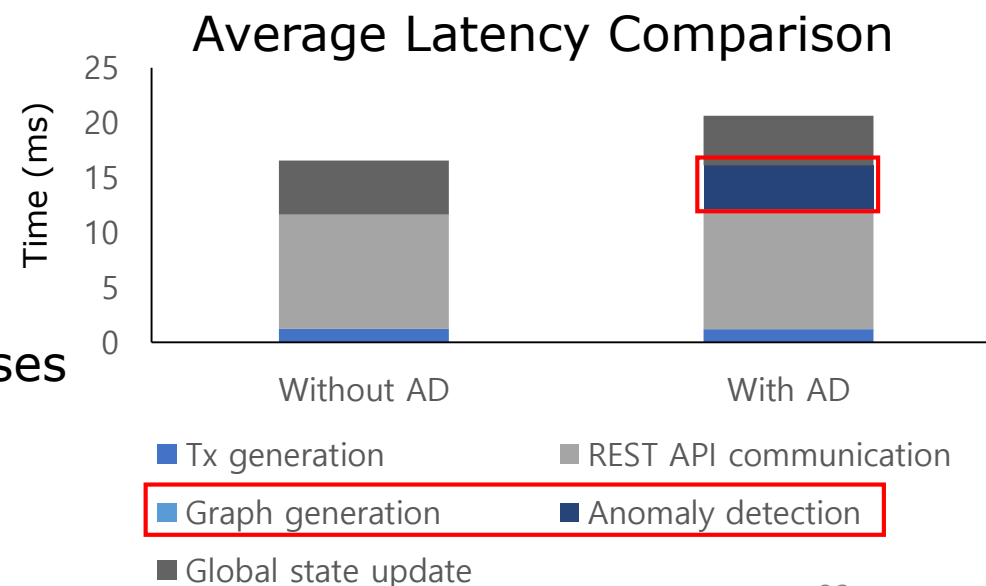 Average Latency Comparison
Time (ms)
25
20
15
10
5
0
ses
Without AD
With AD
Tx generation
REST API communication
Graph generation
Anomaly detection
Global state update